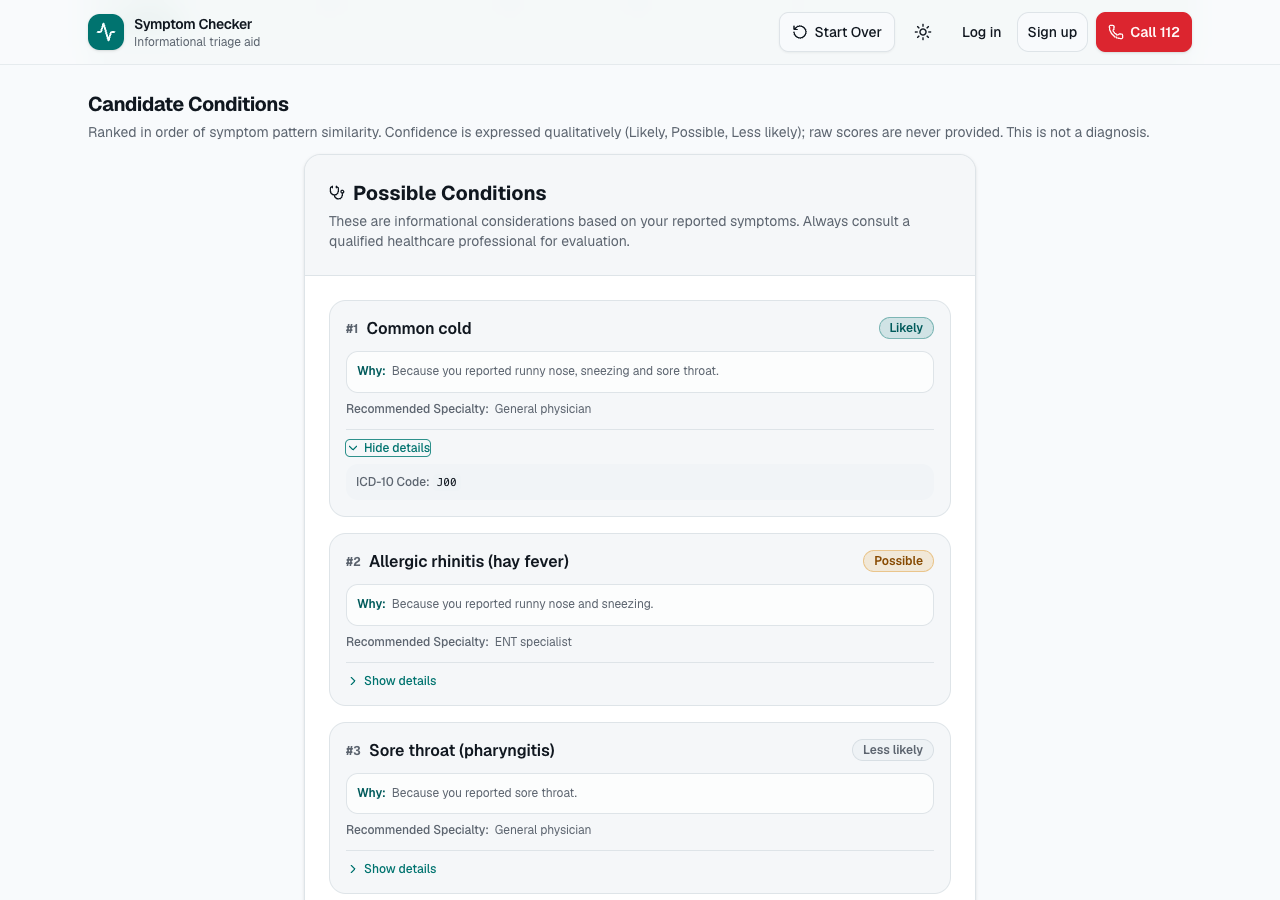 Symptom Checker
Informational triage aid
Start Over
Log in
Sign up
Call 112
Candidate Conditions
Ranked in order of symptom pattern similarity. Confidence is expressed qualitatively (Likely, Possible, Less likely); raw scores are never provided. This is not a diagnosis.
Possible Conditions
These are informational considerations based on your reported symptoms. Always consult a
qualified healthcare professional for evaluation.
#1 Common cold
Likely
Why: Because you reported runny nose, sneezing and sore throat.
Recommended Specialty: General physician
Hide details
ICD-10 Code: J00
#2 Allergic rhinitis (hay fever)
Possible
Why: Because you reported runny nose and sneezing.
Recommended Specialty: ENT specialist
Show details
#3 Sore throat (pharyngitis)
Less likely
Why: Because you reported sore throat.
Recommended Specialty: General physician
Show details